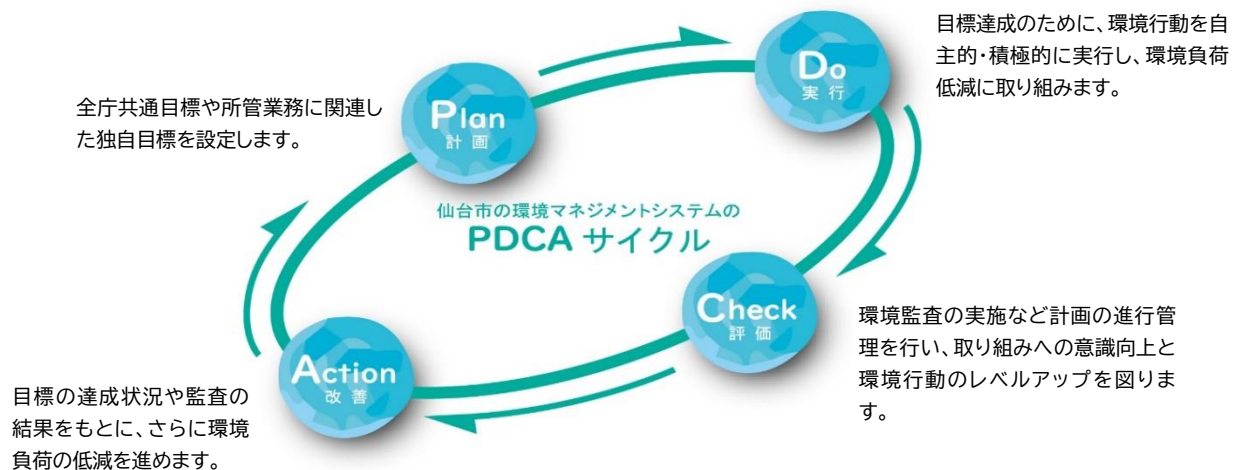 目標達成のために、環境行動を自
主的・積極的に実行し、環境負荷
低減に取り組みます。
Do
実行
全庁共通目標や所管業務に関連し
た独自目標を設定します。
Plan
計画
仙台市の環境マネジメントシステムの
PDCA サイクル
Check
評価
環境監査の実施など計画の進行管
理を行い、取り組みへの意識向上と
環境行動のレベルアップを図りま
す。
Action
改善
目標の達成状況や監査の
結果をもとに、さらに環境
負荷の低減を進めます。